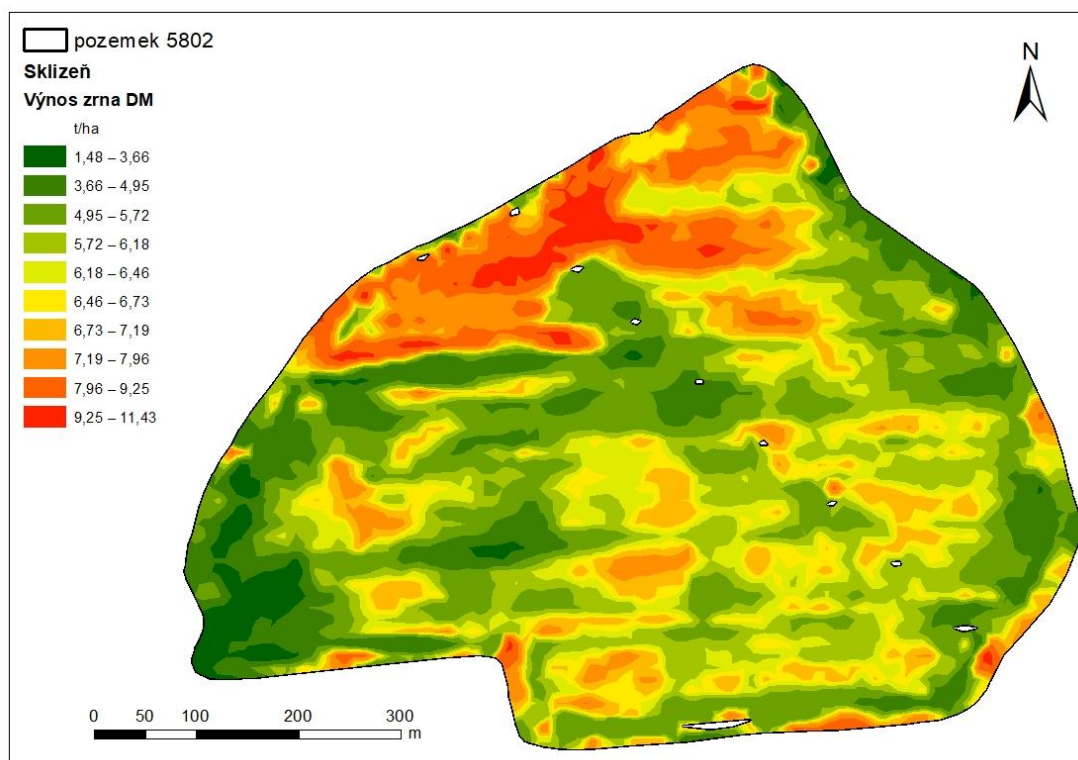 pozemek 5802
Sklizeň
Výnos zrna DM
t/ha
1,48 – 3,66
3,66 – 4,95
4,95 – 5,72
5,72 – 6,18
6,18 – 6,46
6,46 – 6,73
6,73 – 7,19
7,19 – 7,96
7,96 – 9,25
9,25 – 11,43
N
0 50 100 200 300
m